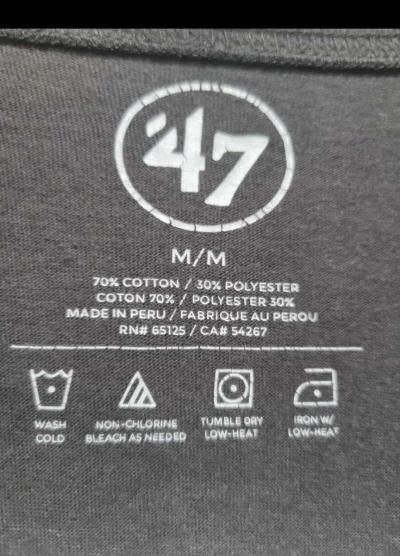 '47
M/M
70% COTTON / 30% POLYESTER
COTON 70% / POLYESTER 30%
MADE IN PERU / FABRIQUE AU PEROU
RN# 65125 / CA# 54267
WASH
COLD
NON-CHLORINE
BLEACH AS NEEDED
TUMBLE DRY
LOW-HEAT
IRON W/
LOW-HEAT